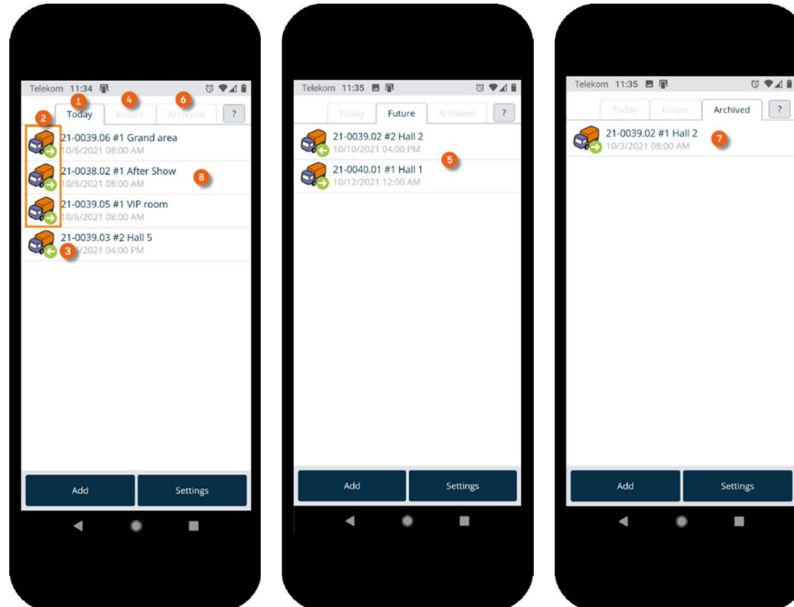 Telekom 11:34
1
4
6
Today Future Archived ?
2
21-0039.06 #1 Grand area
10/6/2021 08:00 AM
21-0038.02 #1 After Show
8
10/6/2021 08:00 AM
21-0039.05 #1 VIP room
10/6/2021 08:00 AM
21-0039.03 #2 Hall 5
3
/2021 04:00 PM
Add Settings
Telekom 11:35
Today Future Archived ?
21-0039.02 #2 Hall 2
10/10/2021 04:00 PM
5
21-0040.01 #1 Hall 1
10/12/2021 12:00 AM
Add Settings
Telekom 11:35
Today Future Archived ?
21-0039.02 #1 Hall 2
7
10/3/2021 08:00 AM
Add Settings